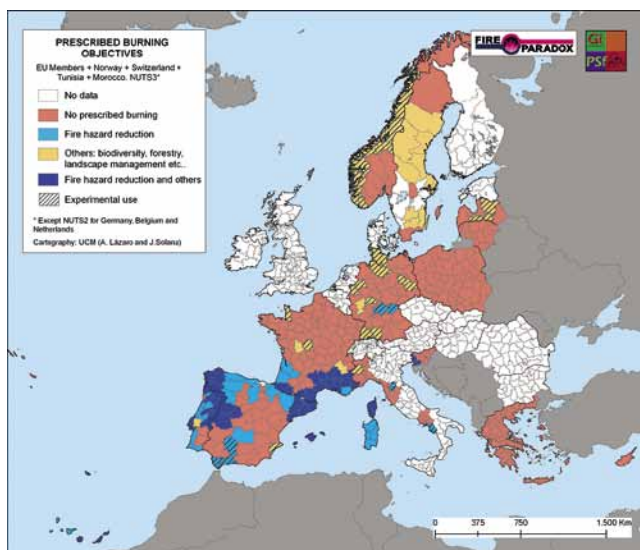 PRESCRIBED BURNING
OBJECTIVES
EU Members + Norway + Switzerland +
Tunisia + Morocco. NUTS3*
No data
No prescribed burning
Fire hazard reduction
Others: biodiversity, forestry,
landscape management etc..
Fire hazard reduction and others
Experimental use
* Except NUTS2 for Germany, Belgium and
Netherlands
Cartography: UCM (A. Lázaro and J.Solana)
FIRE
PARADOX
GI
PSf
0 375 750 1.500 Km